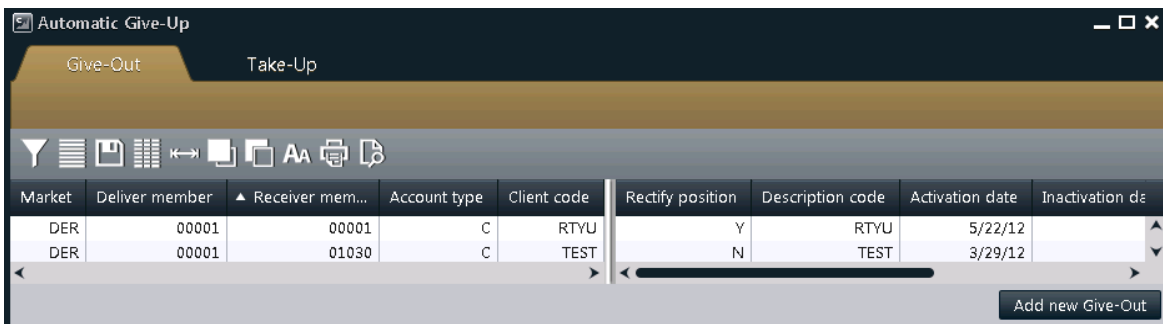 Automatic Give-Up
Give-Out Take-Up
AA
Market Deliver member Receiver mem... Account type Client code Rectify position Description code Activation date Inactivation da
DER 00001 00001 C RTYU Y RTYU 5/22/12
DER 00001 01030 C TEST N TEST 3/29/12
Add new Give-Out